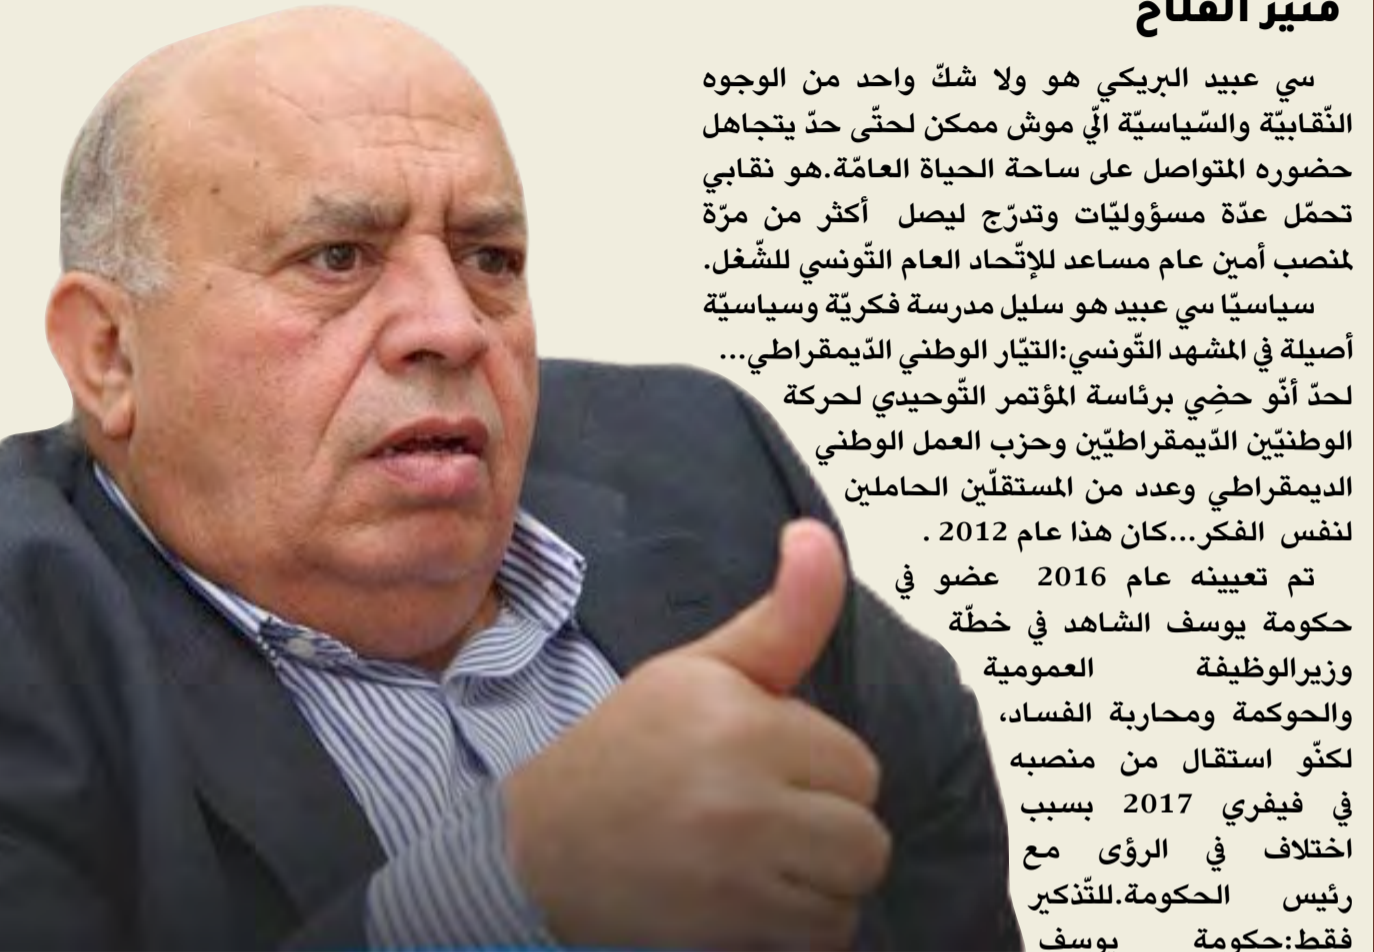 منير الفلاح
سي عبيد البريكي هو ولا شكّ واحد من الوجوه
النّقابيّة والسّياسيّة الّي موش ممكن لحتّى حدّ يتجاهل
حضوره المتواصل على ساحة الحياة العامّة.هو نقابي
تحمّل عدّة مسؤوليّات وتدرّج ليصل أكثر من مرّة
لمنصب أمين عام مساعد للإتّحاد العام التّونسي للشّغل.
سياسيّا سي عبيد هو سليل مدرسة فكريّة وسياسيّة
أصيلة في المشهد التّونسي:التيّار الوطني الدّيمقراطي...
لحدّ أنّو حضِي برئاسة المؤتمر التّوحيدي لحركة
الوطنيّين الدّيمقراطيّين وحزب العمل الوطني
الديمقراطي وعدد من المستقلّين الحاملين
لنفس الفكر...كان هذا عام 2012 .
تم تعيينه عام 2016 عضو في
حكومة يوسف الشاهد في خطّة
وزيرالوظيفة العمومية
والحوكمة ومحاربة الفساد،
لكنّو استقال من منصبه
في فيفري 2017 بسبب
اختلاف في الرؤى مع
رئيس الحكومة.للتّذكير
فقط:حكومة يوسف